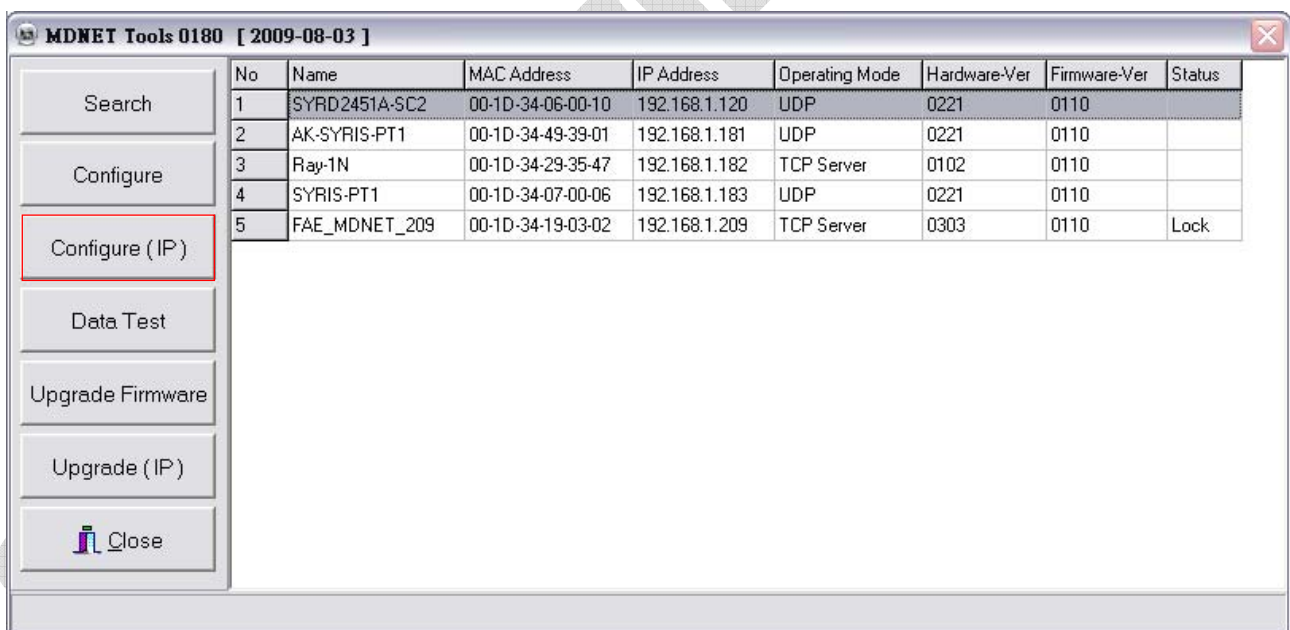 MDNET Tools 0180 [ 2009-08-03 ]
Search
Configure
Configure ( IP )
Data Test
Upgrade Firmware
Upgrade ( IP )
Close
No Name MAC Address IP Address Operating Mode Hardware-Ver Firmware-Ver Status
1 SYRD2451A-SC2 00-1D-34-06-00-10 192.168.1.120 UDP 0221 0110
2 AK-SYRIS-PT1 00-1D-34-49-39-01 192.168.1.181 UDP 0221 0110
3 Ray-1N 00-1D-34-29-35-47 192.168.1.182 TCP Server 0102 0110
4 SYRIS-PT1 00-1D-34-07-00-06 192.168.1.183 UDP 0221 0110
5 FAE_MDNET_209 00-1D-34-19-03-02 192.168.1.209 TCP Server 0303 0110 Lock